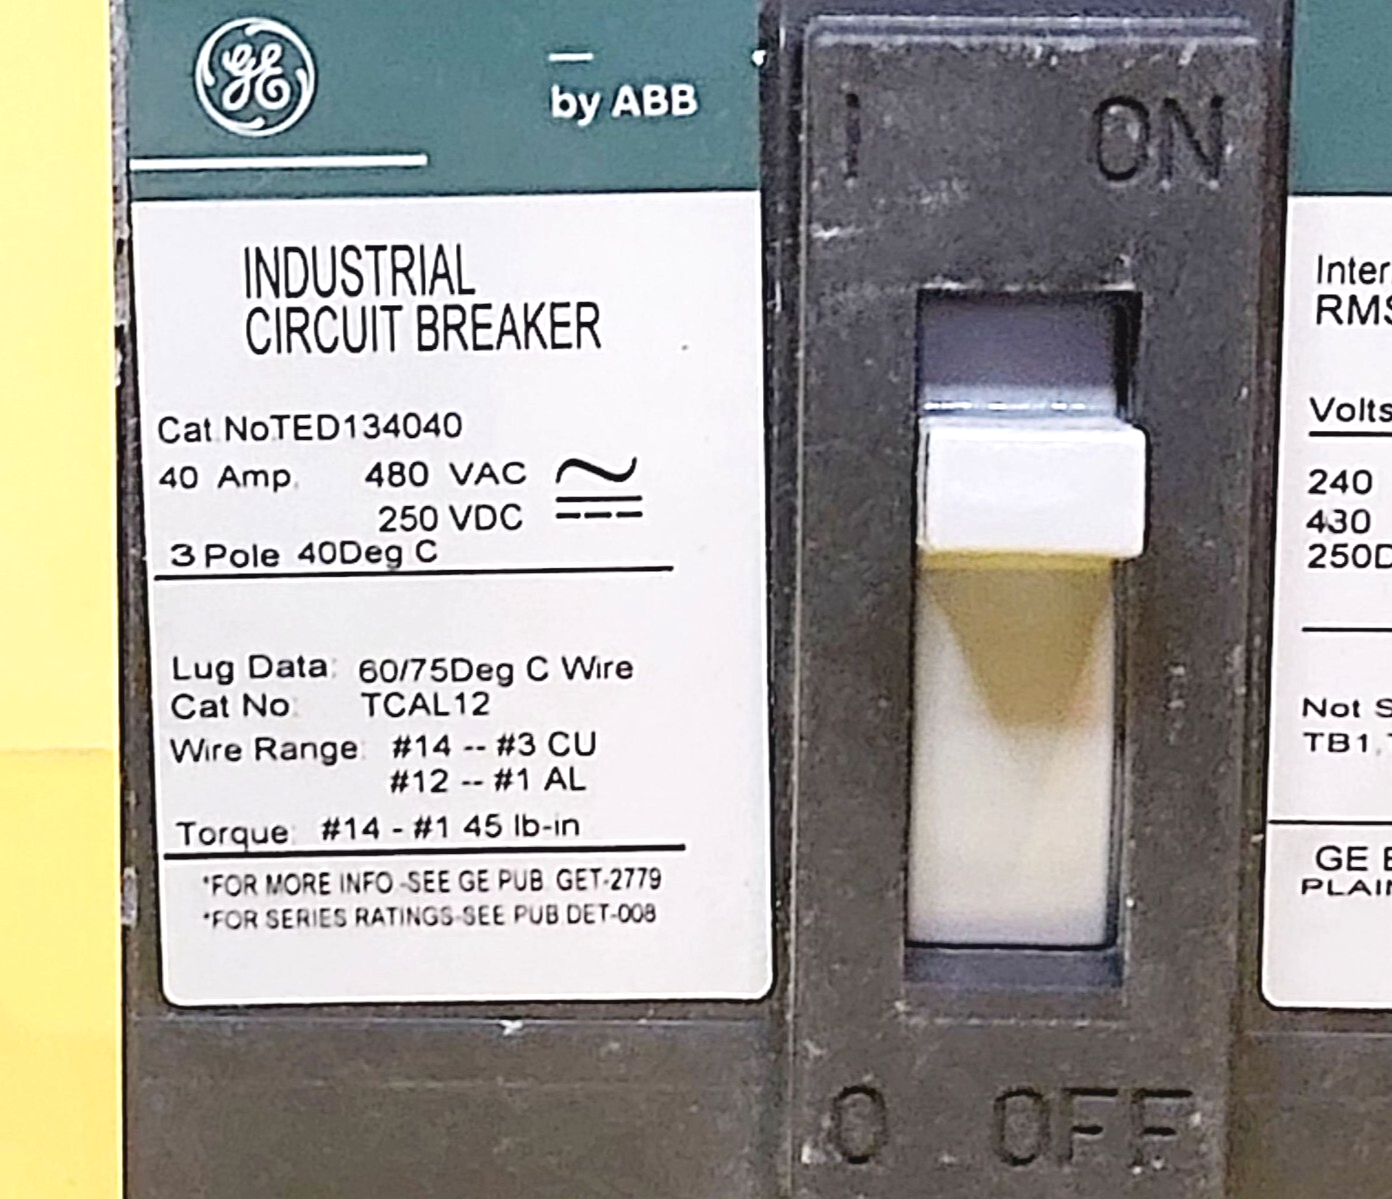 GE
by ABB
INDUSTRIAL
CIRCUIT BREAKER
Cat NoTED134040
40 Amp. 480 VAC
250 VDC
3 Pole 40Deg C
Lug Data: 60/75Deg C Wire
Cat No: TCAL12
Wire Range: #14 -- #3 CU
#12 -- #1 AL
Torque: #14 - #1 45 lb-in
*FOR MORE INFO -SEE GE PUB. GET-2779
*FOR SERIES RATINGS-SEE PUB DET-008
I ON
O OFF
Inter
RMS
Volts
240
480
250D
Not S
TB1,
GE E
PLAIN